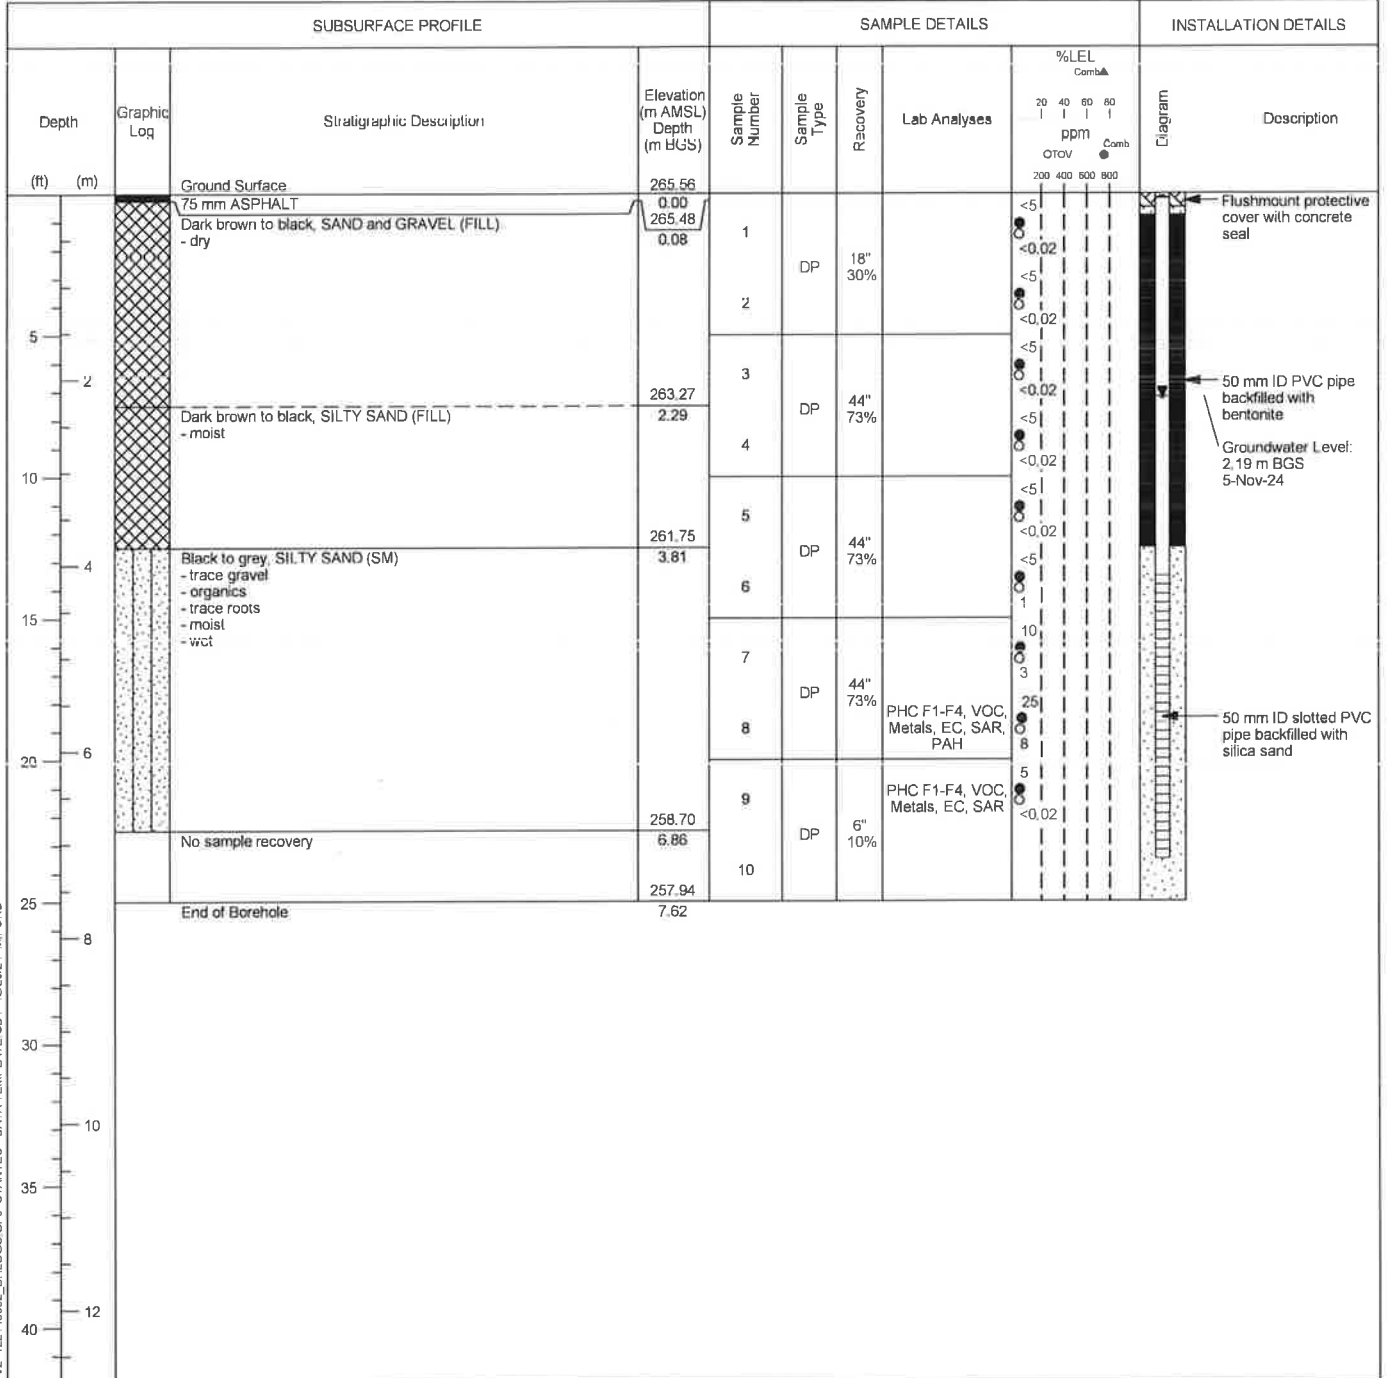 SUBSURFACE PROFILE
SAMPLE DETAILS
INSTALLATION DETAILS
Depth
(ft)
(m)
Graphic
Log
Stratigraphic Description
Elevation
(m AMSL)
Depth
(m BGS)
Sample
Number
Sample
Type
Recovery
Lab Analyses
%LEL
Comb▲
20 40 60 80
ppm
OTOV
● Comb
200 400 600 800
Diagram
Description
Ground Surface
265.56
75 mm ASPHALT
0.00
265.48
0.08
Dark brown to black, SAND and GRAVEL (FILL)
- dry
263.27
2.29
Dark brown to black, SILTY SAND (FILL)
- moist
261.75
3.81
Black to grey, SILTY SAND (SM)
- trace gravel
- organics
- trace roots
- moist
- wet
258.70
6.86
No sample recovery
257.94
7.62
End of Borehole
5
10
15
20
25
30
35
40
2
4
6
8
10
12
1
2
3
4
5
6
7
8
9
10
DP
18"
30%
DP
44"
73%
DP
44"
73%
DP
44"
73%
DP
6"
10%
PHC F1-F4, VOC,
Metals, EC, SAR,
PAH
PHC F1-F4, VOC,
Metals, EC, SAR
<5
<0.02
<5
<0.02
<5
<0.02
<5
<0.02
<5
<0.02
<5
1
10
3
25
8
5
<0.02
Flushmount protective
cover with concrete
seal
50 mm ID PVC pipe
backfilled with
bentonite
Groundwater Level:
2.19 m BGS
5-Nov-24
50 mm ID slotted PVC
pipe backfilled with
silica sand